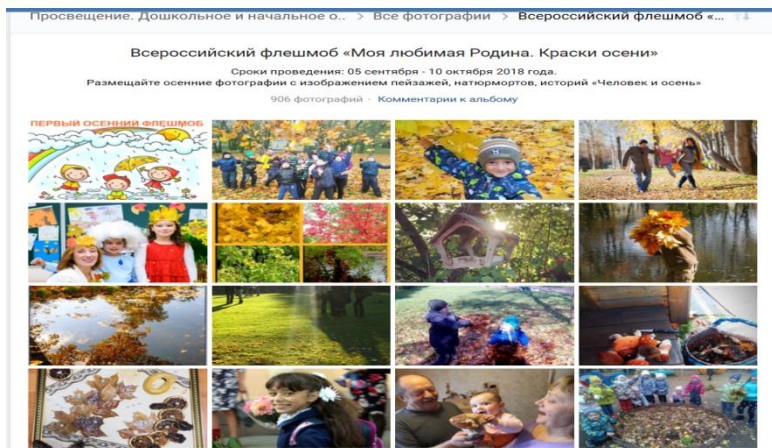 Просвещение. Дошкольное и начальное о.. > Все фотографии > Всероссийский флешмоб «...
Всероссийский флешмоб «Моя любимая Родина. Краски осени»
Сроки проведения: 05 сентября - 10 октября 2018 года.
Размещайте осенние фотографии с изображением пейзажей, натюрмортов, историй «Человек и осень»
906 фотографий · Комментарии к альбому
ПЕРВЫЙ ОСЕННИЙ ФЛЕШМОБ